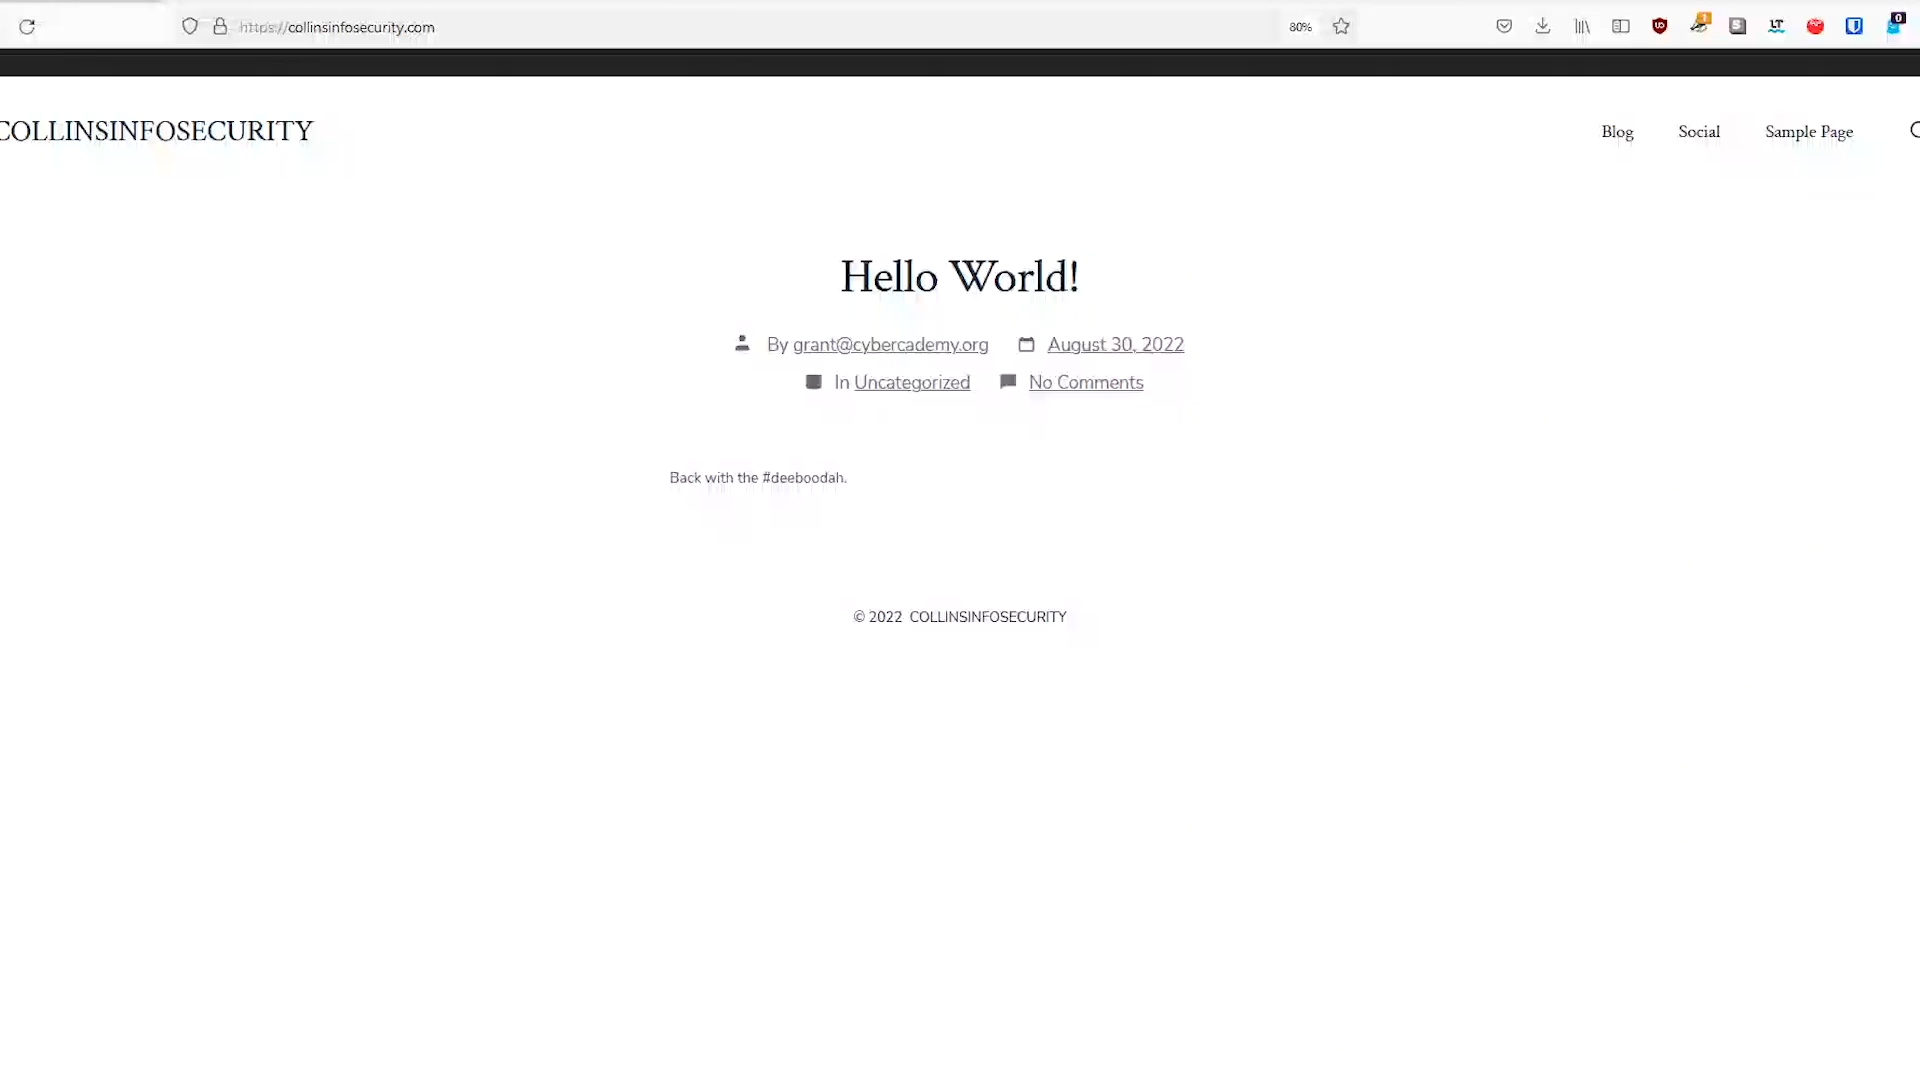 https://collinsinfosecurity.com
80%
COLLINSINFOSECURITY
Blog
Social
Sample Page
Hello World!
By grant@cybercademy.org
August 30, 2022
In Uncategorized
No Comments
Back with the #deeboodah.
© 2022 COLLINSINFOSECURITY